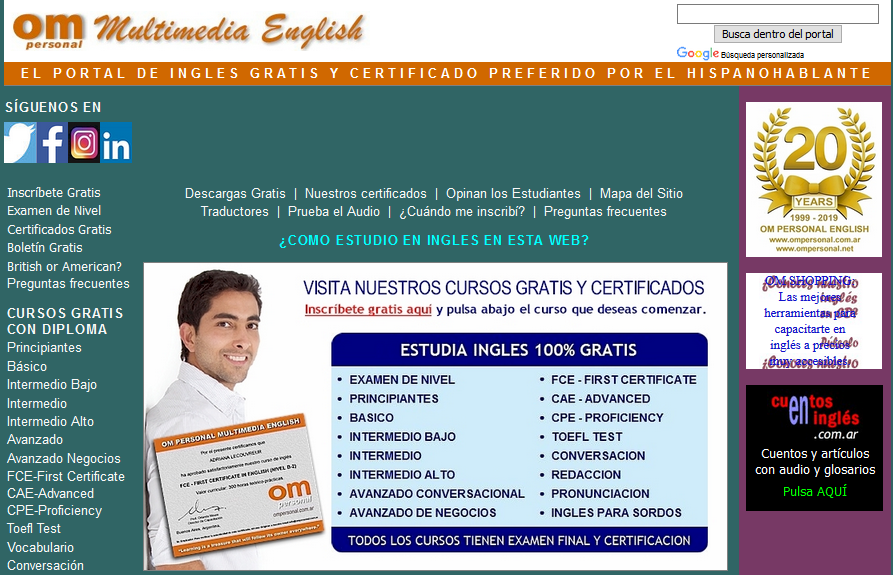 om
personal
Multimedia English
Busca dentro del portal
Google Búsqueda personalizada
EL PORTAL DE INGLES GRATIS Y CERTIFICADO PREFERIDO POR EL HISPANOHABLANTE
SÍGUENOS EN
Inscríbete Gratis
Examen de Nivel
Certificados Gratis
Boletín Gratis
British or American?
Preguntas frecuentes
CURSOS GRATIS
CON DIPLOMA
Principiantes
Básico
Intermedio Bajo
Intermedio
Intermedio Alto
Avanzado
Avanzado Negocios
FCE-First Certificate
CAE-Advanced
CPE-Proficiency
Toefl Test
Vocabulario
Conversación
Descargas Gratis | Nuestros certificados | Opinan los Estudiantes | Mapa del Sitio
Traductores | Prueba el Audio | ¿Cuándo me inscribí? | Preguntas frecuentes
¿COMO ESTUDIO EN INGLES EN ESTA WEB?
VISITA NUESTROS CURSOS GRATIS Y CERTIFICADOS
Inscríbete gratis aquí y pulsa abajo el curso que deseas comenzar.
ESTUDIA INGLES 100% GRATIS
• EXAMEN DE NIVEL
• PRINCIPIANTES
• BASICO
• INTERMEDIO BAJO
• INTERMEDIO
• INTERMEDIO ALTO
• AVANZADO CONVERSACIONAL
• AVANZADO DE NEGOCIOS
• FCE - FIRST CERTIFICATE
• CAE - ADVANCED
• CPE - PROFICIENCY
• TOEFL TEST
• CONVERSACION
• REDACCION
• PRONUNCIACION
• INGLES PARA SORDOS
TODOS LOS CURSOS TIENEN EXAMEN FINAL Y CERTIFICACION
OM PERSONAL MULTIMEDIA ENGLISH
Por el presente certificamos que
ADRIANA LECOUVREUR
ha aprobado satisfactoriamente nuestro curso de inglés
FCE - FIRST CERTIFICATE IN ENGLISH (NIVEL B-2)
Valor curricular: 300 horas teórico-prácticas
om
personal
ompersonal.com.ar
Buenos Aires, Argentina
"Learning is a treasure that will follow its owner everywhere"
20
YEARS
1999 - 2019
OM PERSONAL ENGLISH
www.ompersonal.com.ar
www.ompersonal.net
OM SHOPPING:
Las mejores
herramientas para
capacitarte en
inglés a precios
muy accesibles
cuentos
en inglés
.com.ar
Cuentos y artículos
con audio y glosarios
Pulsa AQUÍ